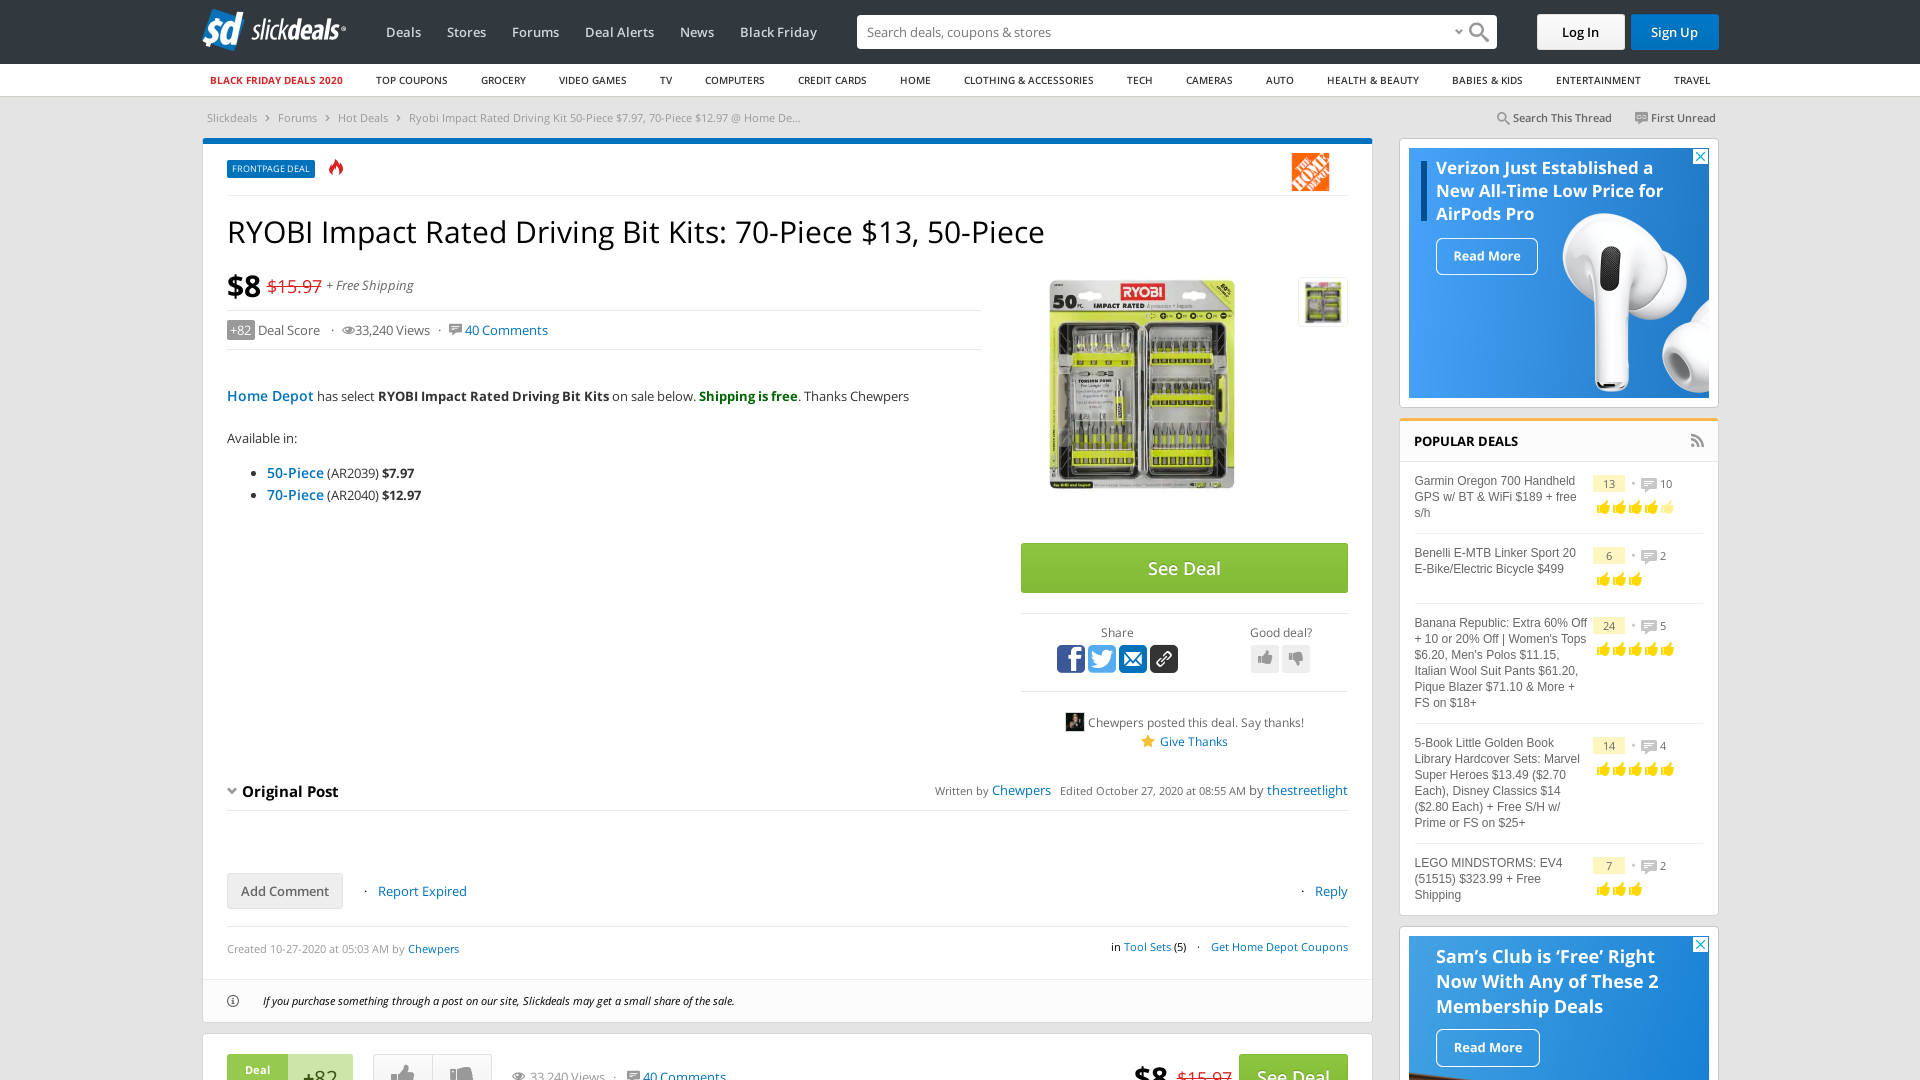 sd slickdeals
Deals Stores Forums Deal Alerts News Black Friday
Search deals, coupons & stores
Log In Sign Up
BLACK FRIDAY DEALS 2020 TOP COUPONS GROCERY VIDEO GAMES TV COMPUTERS CREDIT CARDS HOME CLOTHING & ACCESSORIES TECH CAMERAS AUTO HEALTH & BEAUTY BABIES & KIDS ENTERTAINMENT TRAVEL
Slickdeals › Forums › Hot Deals › Ryobi Impact Rated Driving Kit 50-Piece $7.97, 70-Piece $12.97 @ Home De...
Search This Thread First Unread
FRONTPAGE DEAL
THE HOME DEPOT
RYOBI Impact Rated Driving Bit Kits: 70-Piece $13, 50-Piece
$8 $15.97 + Free Shipping
+82 Deal Score · 33,240 Views · 40 Comments
Home Depot has select RYOBI Impact Rated Driving Bit Kits on sale below. Shipping is free. Thanks Chewpers
Available in:
• 50-Piece (AR2039) $7.97
• 70-Piece (AR2040) $12.97
RYOBI
50 PC.
IMPACT RATED
TORSION ZONE
See Deal
Share Good deal?
Chewpers posted this deal. Say thanks!
Give Thanks
Original Post
Written by Chewpers Edited October 27, 2020 at 08:55 AM by thestreetlight
Add Comment · Report Expired · Reply
Created 10-27-2020 at 05:03 AM by Chewpers
in Tool Sets (5) · Get Home Depot Coupons
If you purchase something through a post on our site, Slickdeals may get a small share of the sale.
Deal
+82
33,240 Views · 40 Comments
$8 $15.97 See Deal
Verizon Just Established a
New All-Time Low Price for
AirPods Pro
Read More
POPULAR DEALS
Garmin Oregon 700 Handheld
GPS w/ BT & WiFi $189 + free
s/h
13 • 10
Benelli E-MTB Linker Sport 20
E-Bike/Electric Bicycle $499
6 • 2
Banana Republic: Extra 60% Off
+ 10 or 20% Off | Women's Tops
$6.20, Men's Polos $11.15,
Italian Wool Suit Pants $61.20,
Pique Blazer $71.10 & More +
FS on $18+
24 • 5
5-Book Little Golden Book
Library Hardcover Sets: Marvel
Super Heroes $13.49 ($2.70
Each), Disney Classics $14
($2.80 Each) + Free S/H w/
Prime or FS on $25+
14 • 4
LEGO MINDSTORMS: EV4
(51515) $323.99 + Free
Shipping
7 • 2
Sam's Club is ‘Free’ Right
Now With Any of These 2
Membership Deals
Read More